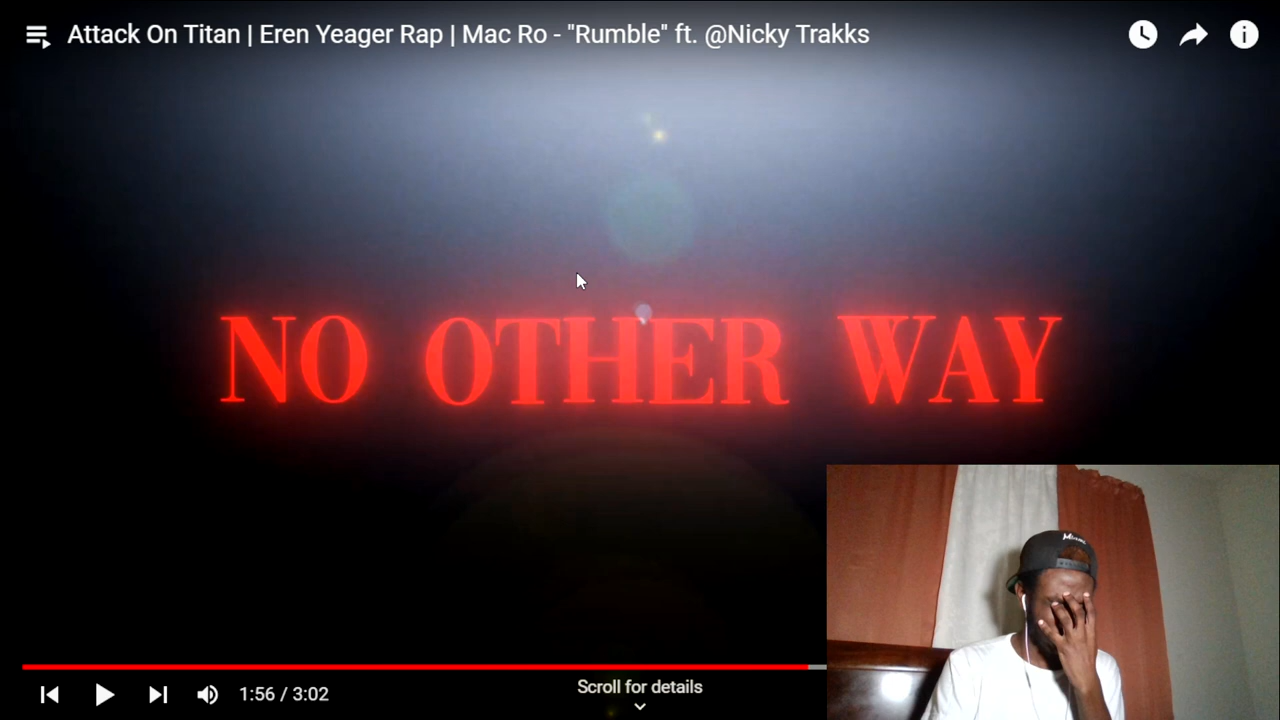 Attack On Titan | Eren Yeager Rap | Mac Ro - "Rumble" ft. @Nicky Trakks
NO OTHER WAY
1:56 / 3:02
Scroll for details